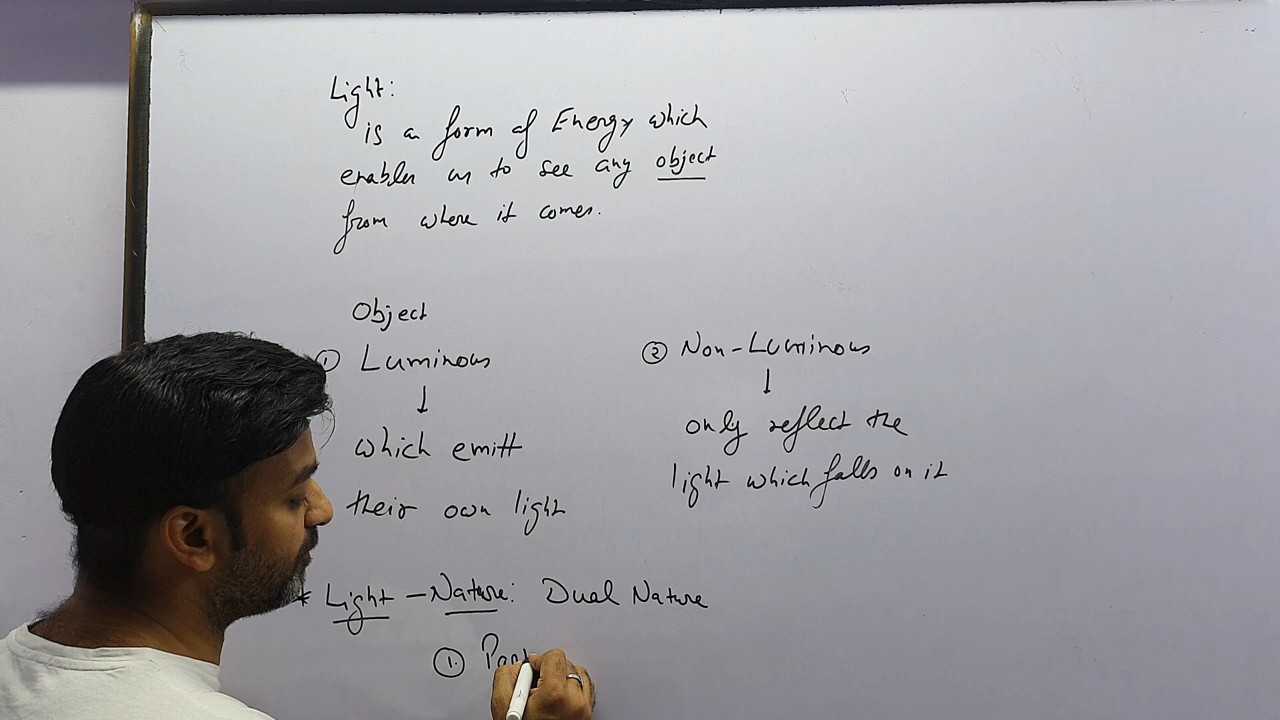 Light:
is a form of Energy which
enables us to see any object
from where it comes.
Object
① Luminous
② Non-Luminous
↓
↓
which emitt
only reflect the
their own light
light which falls on it
* Light - Nature: Dual Nature
①